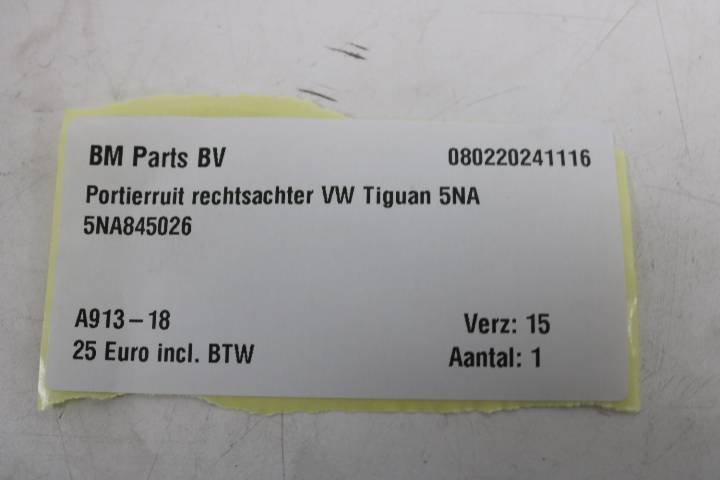 BM Parts BV 080220241116
Portierruit rechtsachter VW Tiguan 5NA
5NA845026
A913-18 Verz: 15
25 Euro incl. BTW Aantal: 1